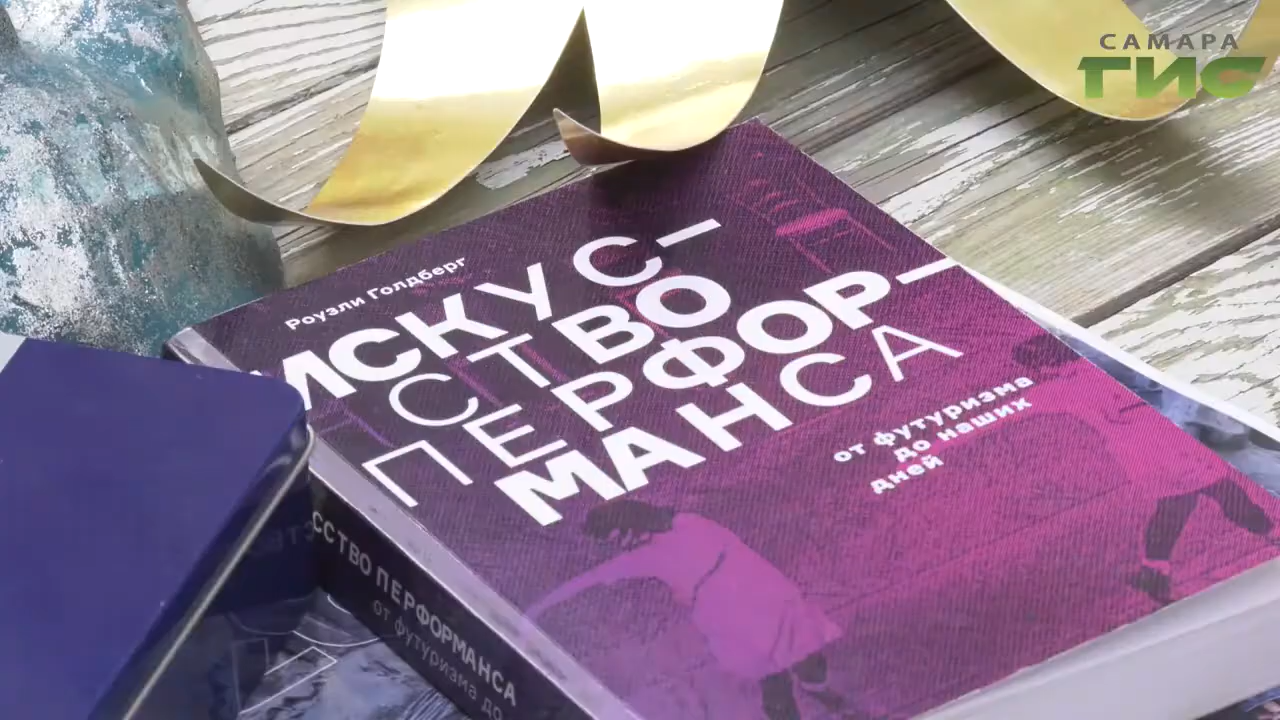 САМАРА
ГИС
Роузли Голдберг
ИСКУС–
СТВО
ПЕРФОР–
МАНСА
от футуризма
до наших
дней
ССТВО ПЕРФОРМАНСА
от футуризма до